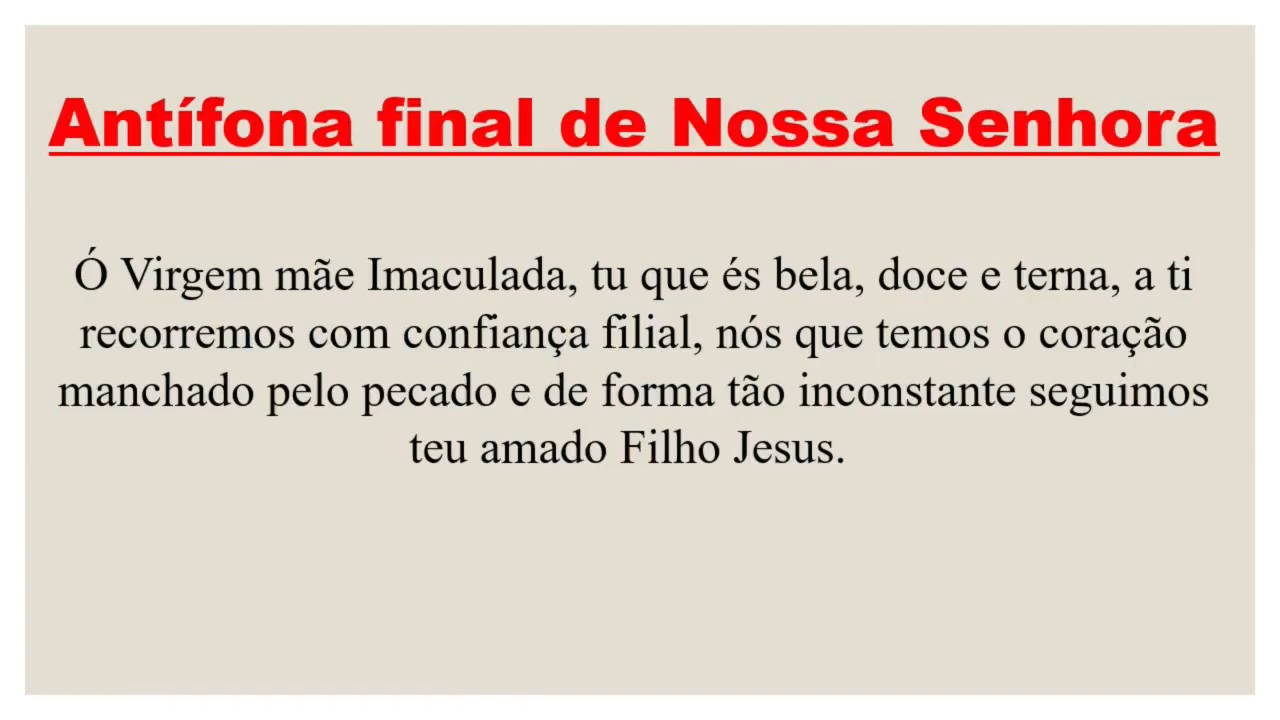 Antífona final de Nossa Senhora
Ó Virgem mãe Imaculada, tu que és bela, doce e terna, a ti
recorremos com confiança filial, nós que temos o coração
manchado pelo pecado e de forma tão inconstante seguimos
teu amado Filho Jesus.